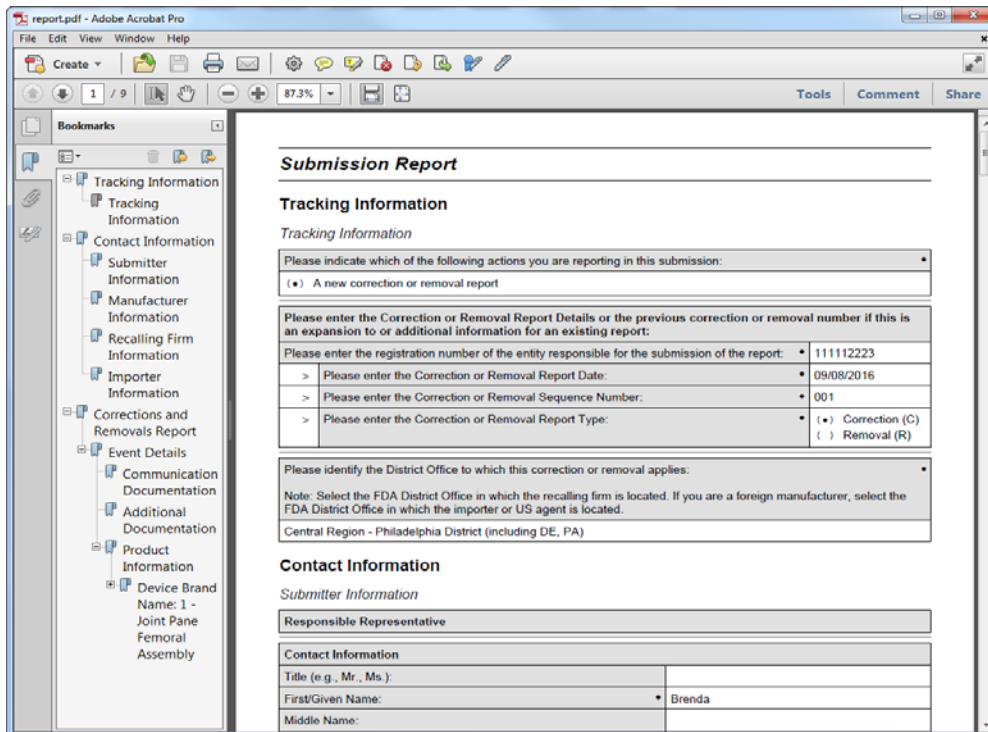 report.pdf - Adobe Acrobat Pro
File Edit View Window Help
Create
1 / 9
87.3%
Tools Comment Share
Bookmarks
Tracking Information
Tracking
Information
Contact Information
Submitter
Information
Manufacturer
Information
Recalling Firm
Information
Importer
Information
Corrections and
Removals Report
Event Details
Communication
Documentation
Additional
Documentation
Product
Information
Device Brand
Name: 1 -
Joint Pane
Femoral
Assembly
Submission Report
Tracking Information
Tracking Information
Please indicate which of the following actions you are reporting in this submission: •
(•) A new correction or removal report
Please enter the Correction or Removal Report Details or the previous correction or removal number if this is
an expansion to or additional information for an existing report:
Please enter the registration number of the entity responsible for the submission of the report: • 111112223
> Please enter the Correction or Removal Report Date: • 09/08/2016
> Please enter the Correction or Removal Sequence Number: • 001
> Please enter the Correction or Removal Report Type: • (•) Correction (C)
( ) Removal (R)
Please identify the District Office to which this correction or removal applies: •
Note: Select the FDA District Office in which the recalling firm is located. If you are a foreign manufacturer, select the
FDA District Office in which the importer or US agent is located.
Central Region - Philadelphia District (including DE, PA)
Contact Information
Submitter Information
Responsible Representative
Contact Information
Title (e.g., Mr., Ms.):
First/Given Name: • Brenda
Middle Name: